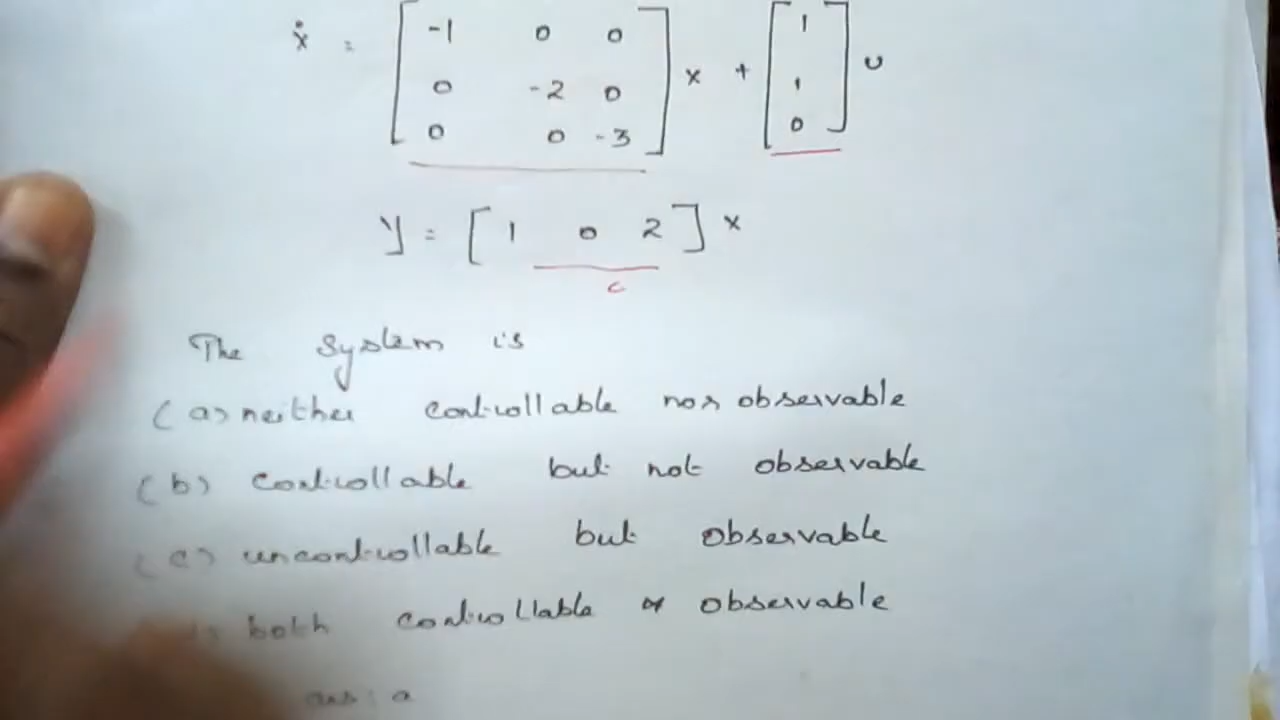 ẋ = [ -1 0 0
0 -2 0
0 0 -3 ] x + [ 1
1
0 ] u
y = [ 1 0 2 ] x
c
The system is
(a) neither controllable nor observable
(b) controllable but not observable
(c) uncontrollable but observable
both controllable & observable
ans: a